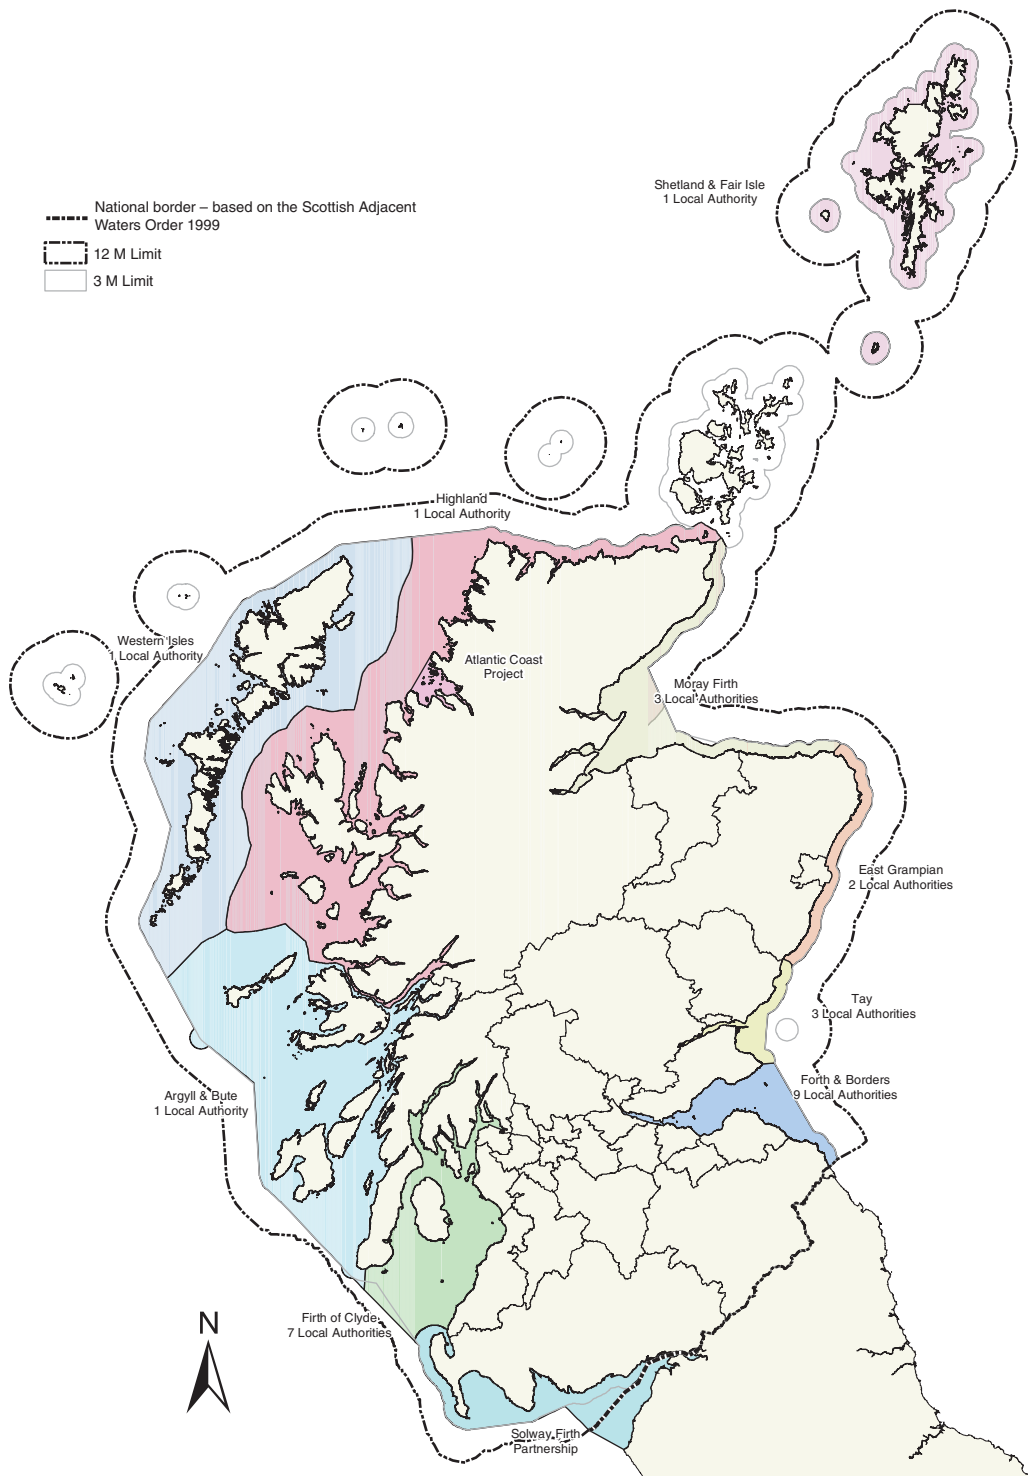 Shetland & Fair Isle
1 Local Authority
National border – based on the Scottish Adjacent
Waters Order 1999
12 M Limit
3 M Limit
Highland
1 Local Authority
Western Isles
1 Local Authority
Atlantic Coast
Project
Moray Firth
3 Local Authorities
East Grampian
2 Local Authorities
Tay
3 Local Authorities
Forth & Borders
9 Local Authorities
Argyll & Bute
1 Local Authority
Firth of Clyde
7 Local Authorities
N
Solway Firth
Partnership